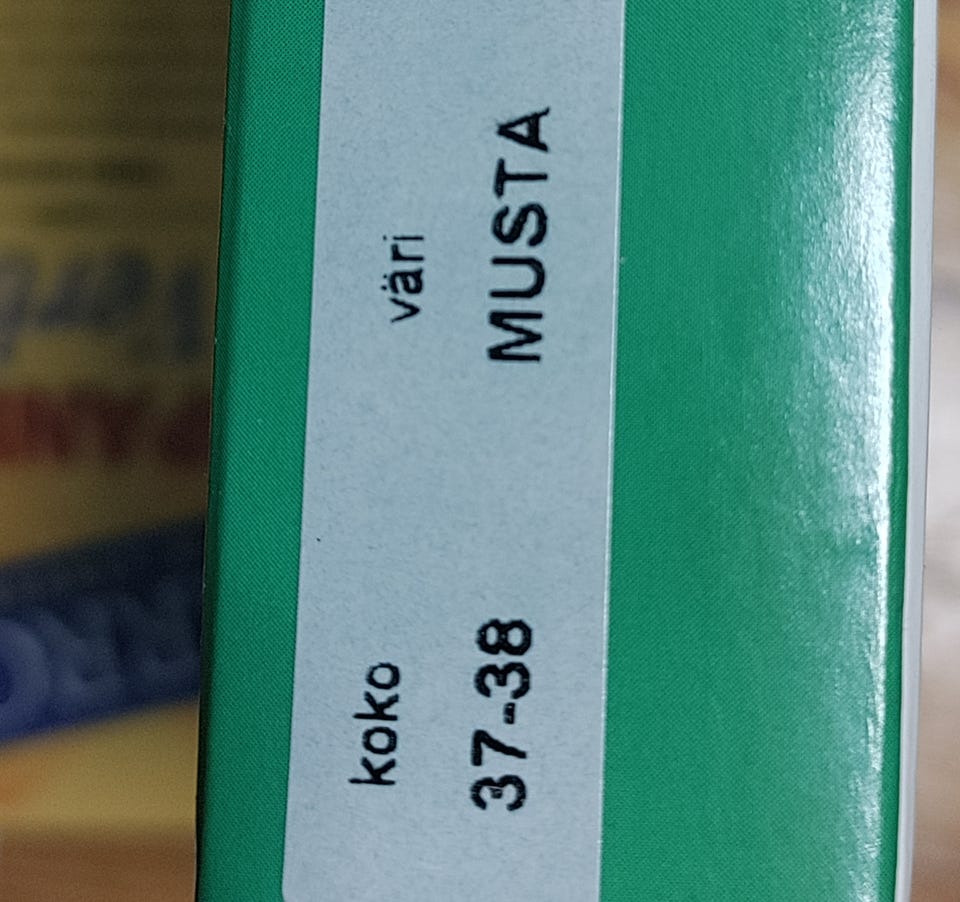 koko väri
37-38 MUSTA